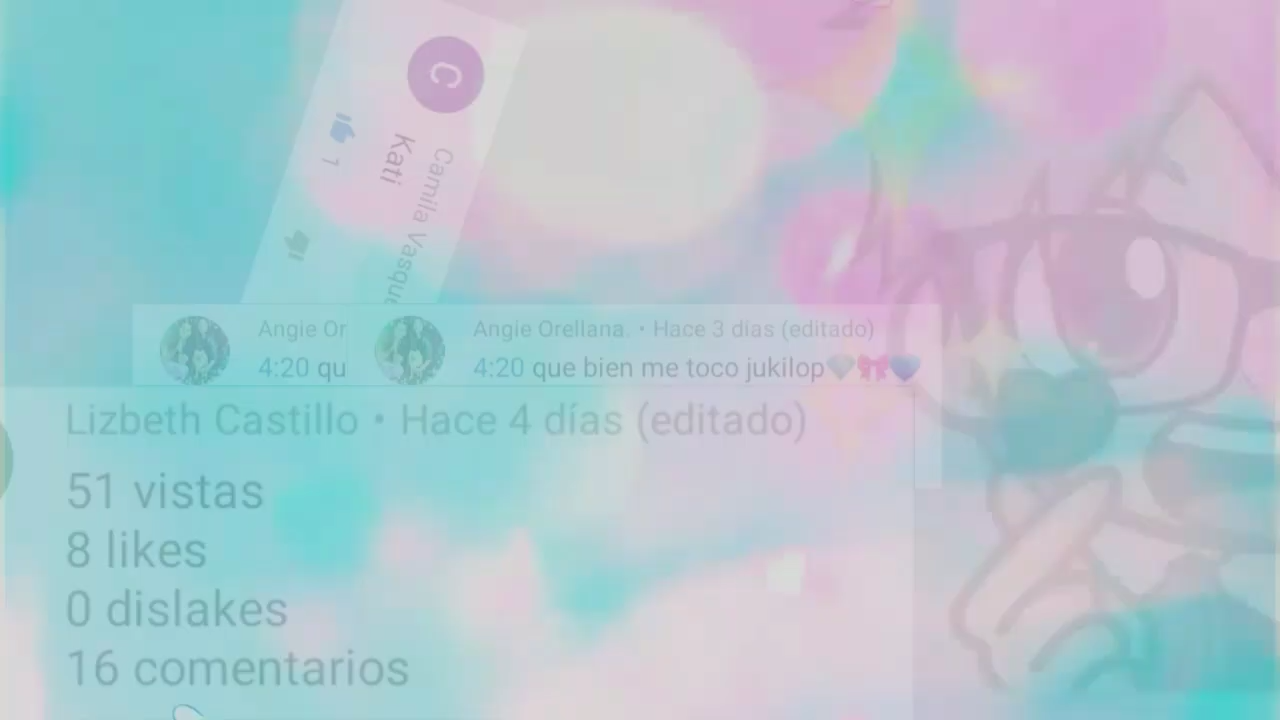 C
Camila Vasqu
Kati
1
Angie Or
4:20 qu
Angie Orellana. • Hace 3 días (editado)
4:20 que bien me toco jukilop🤍🎀💙
Lizbeth Castillo • Hace 4 días (editado)
51 vistas
8 likes
0 dislakes
16 comentarios